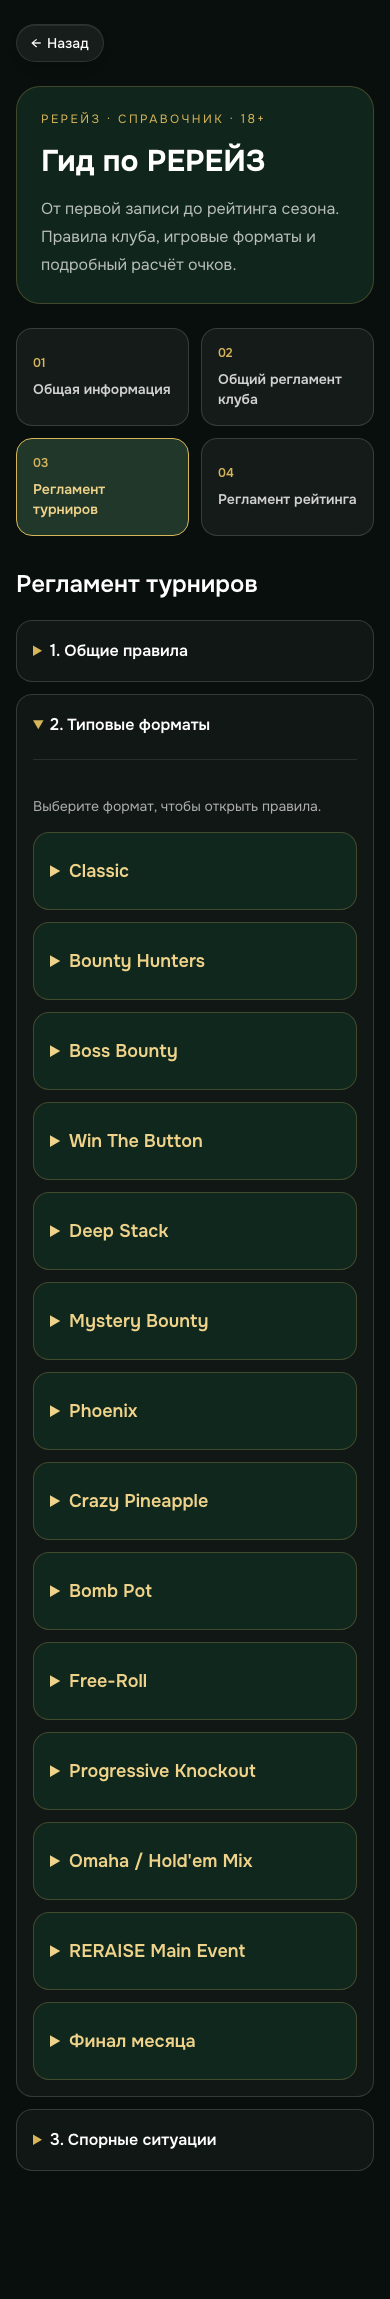 ← Назад
РЕРЕЙЗ · СПРАВОЧНИК · 18+
Гид по РЕРЕЙЗ
От первой записи до рейтинга сезона.
Правила клуба, игровые форматы и
подробный расчёт очков.
01
Общая информация
02
Общий регламент
клуба
03
Регламент
турниров
04
Регламент рейтинга
Регламент турниров
1. Общие правила
2. Типовые форматы
Выберите формат, чтобы открыть правила.
Classic
Bounty Hunters
Boss Bounty
Win The Button
Deep Stack
Mystery Bounty
Phoenix
Crazy Pineapple
Bomb Pot
Free-Roll
Progressive Knockout
Omaha / Hold'em Mix
RERAISE Main Event
Финал месяца
3. Спорные ситуации